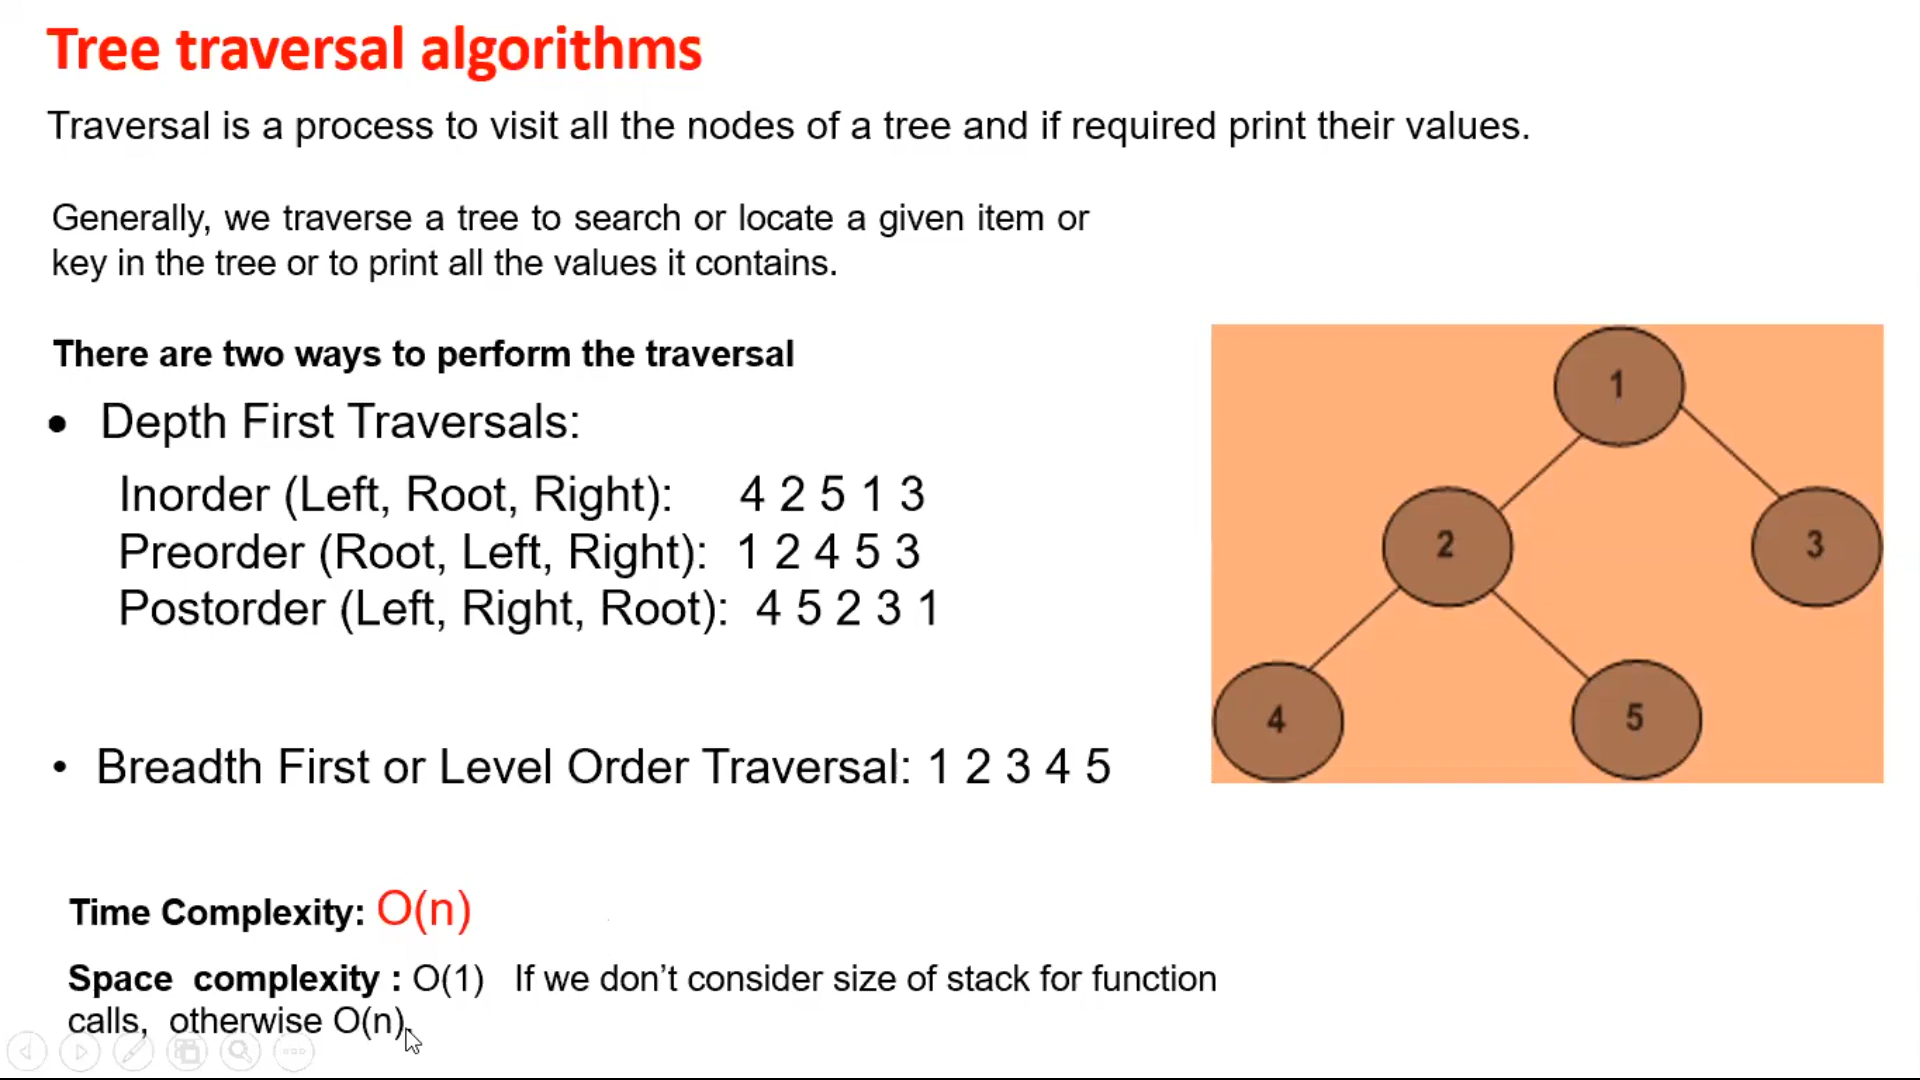 Tree traversal algorithms
Traversal is a process to visit all the nodes of a tree and if required print their values.
Generally, we traverse a tree to search or locate a given item or
key in the tree or to print all the values it contains.
There are two ways to perform the traversal
• Depth First Traversals:
Inorder (Left, Root, Right): 4 2 5 1 3
Preorder (Root, Left, Right): 1 2 4 5 3
Postorder (Left, Right, Root): 4 5 2 3 1
• Breadth First or Level Order Traversal: 1 2 3 4 5
Time Complexity: O(n)
Space complexity : O(1) If we don’t consider size of stack for function
calls, otherwise O(n).
1
2
3
4
5